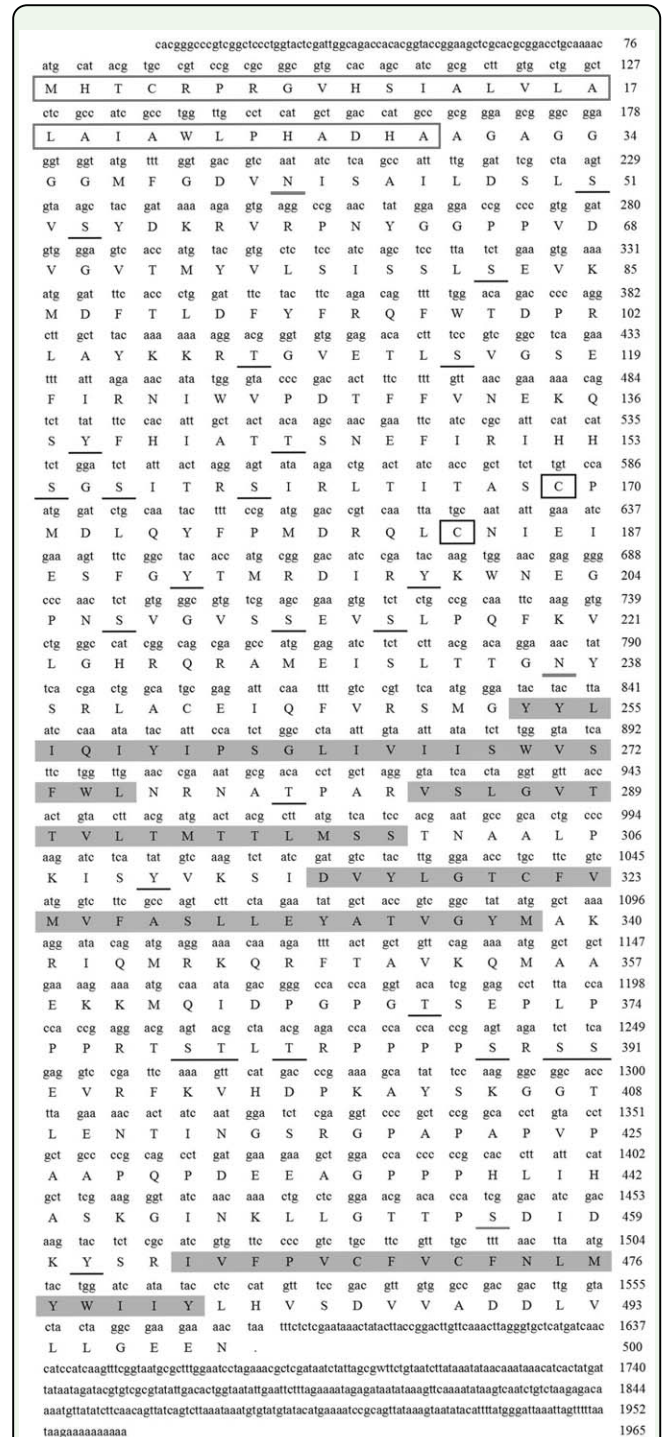 cacgggcccgtcggctccctggtactcgattggcagaccacacggtaccggaagctcgcacgcggacctgcaaaac 76
atg cat acg tgc cgt ccg cgc ggc gtg cac agc atc gcg ctt gtg ctg gct 127
M H T C R P R G V H S I A L V L A 17
ctc gcc atc gcc tgg ttg cct cat gct gac cat gcc gcg gga gcg ggc gga 178
L A I A W L P H A D H A A G A G G 34
ggt ggt atg ttt ggt gac gtc aat atc tca gcc att ttg gat tcg cta agt 229
G G M F G D V N I S A I L D S L S 51
gta agc tac gat aaa aga gtg agg ccg aac tat gga gga ccg ccc gtg gat 280
V S Y D K R V R P N Y G G P P V D 68
gtg gga gtc acc atg tac gtg ctc tcc atc agc tcc tta tct gaa gtg aaa 331
V G V T M Y V L S I S S L S E V K 85
atg gat ttc acc ctg gat ttc tac ttc aga cag ttt tgg aca gac ccc agg 382
M D F T L D F Y F R Q F W T D P R 102
ctt gct tac aaa aaa agg acg ggt gtg gag aca ctt tcc gtc ggc tca gaa 433
L A Y K K R T G V E T L S V G S E 119
ttt att aga aac ata tgg gta ccc gac act ttc ttt gtt aac gaa aaa cag 484
F I R N I W V P D T F F V N E K Q 136
tct tat ttc cac att gct act aca agc aac gaa ttc atc cgc att cat cat 535
S Y F H I A T T S N E F I R I H H 153
tct gga tct att act agg agt ata aga ctg act atc acc gct tct tgt cca 586
S G S I T R S I R L T I T A S C P 170
atg gat ctg caa tac ttt ccg atg gac cgt caa tta tgc aat att gaa atc 637
M D L Q Y F P M D R Q L C N I E I 187
gaa agt ttc ggc tac acc atg cgg gac atc cga tac aag tgg aac gag ggg 688
E S F G Y T M R D I R Y K W N E G 204
ccc aac tct gtg ggc gtg tcg agc gaa gtg tct ctg ccg caa ttc aag gtg 739
P N S V G V S S E V S L P Q F K V 221
ctg ggc cat cgg cag cga gcc atg gag atc tct ctt acg aca gga aac tat 790
L G H R Q R A M E I S L T T G N Y 238
tca cga ctg gca tgc gag att caa ttt gtc cgt tca atg gga tac tac tta 841
S R L A C E I Q F V R S M G Y Y L 255
atc caa ata tac att cca tct ggc cta att gta att ata tct tgg gta tca 892
I Q I Y I P S G L I V I I S W V S 272
ttc tgg ttg aac cga aat gcg aca cct gct agg gta tca cta ggt gtt acc 943
F W L N R N A T P A R V S L G V T 289
act gta ctt acg atg act acg ctt atg tca tcc acg aat gcc gca ctg ccc 994
T V L T M T T L M S S T N A A L P 306
aag atc tca tat gtc aag tct atc gat gtc tac ttg gga acc tgc ttc gtc 1045
K I S Y V K S I D V Y L G T C F V 323
atg gtc ttc gcc agt ctt cta gaa tat gct acc gtc ggc tat atg gct aaa 1096
M V F A S L L E Y A T V G Y M A K 340
agg ata cag atg agg aaa caa aga ttt act gct gtt cag aaa atg gct gct 1147
R I Q M R K Q R F T A V K Q M A A 357
gaa aag aaa atg caa ata gac ggg cca cca ggt aca tcg gag cct tta cca 1198
E K K M Q I D P G P G T S E P L P 374
cca ccg agg acg agt acg cta acg aga cca cca cca ccg agt aga tct tca 1249
P P R T S T L T R P P P P S R S S 391
gag gtc cga ttc aaa gtt cat gac ccg aaa gca tat tcc aag ggc ggc acc 1300
E V R F K V H D P K A Y S K G G T 408
tta gaa aac act atc aat gga tct cga ggt ccc gct ccg gca cct gta cct 1351
L E N T I N G S R G P A P A P V P 425
gct gcc ccg cag cct gat gaa gaa gct gga cca ccc ccg cac ctt att cat 1402
A A P Q P D E E A G P P P H L I H 442
gct tcg aag ggt atc aac aaa ctg ctc gga acg aca cca tcg gac atc gac 1453
A S K G I N K L L G T T P S D I D 459
aag tac tct cgc atc gtg ttc ccc gtc tgc ttc gtt tgc ttt aac tta atg 1504
K Y S R I V F P V C F V C F N L M 476
tac tgg atc ata tac ctc cat gtt tcc gac gtt gtg gcc gac gac ttg gta 1555
Y W I I Y L H V S D V V A D D L V 493
cta cta ggc gaa gaa aac taa tttctctcgaataaactatacttaccggacttgttcaaacttagggtgctcatgatcaac 1637
L L G E E N . 500
catccatcaagtttcggtaatgcgctttggaatcctagaaacgctcgataatctattagcgwttctgtaatcttataaatataacaaataaacatcactatgat 1740
tataatagatacgtgtcgcgtatattgacactggtaatattgaattctttagaaaatagagataatataaagttcaaaatataagtcaatctgtctaagagaca 1844
aaatgttatatcttcaacagttatcagtcttaaataaatgtgtatgtatacatgaaaatccgcagttataaagtaatatacattttatgggattaaattagtttttaa 1952
taagaaaaaaaaaa 1965